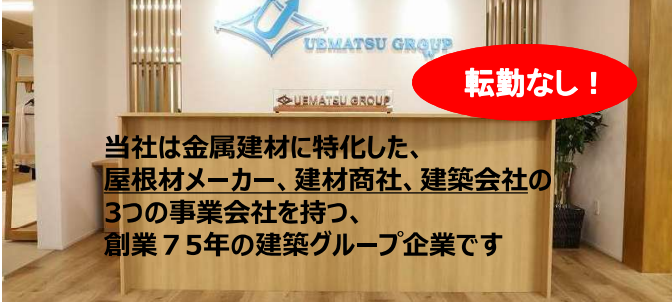 UEMATSU GROUP
転勤なし！
UEMATSU GROUP
当社は金属建材に特化した、
屋根材メーカー、建材商社、建築会社の
3つの事業会社を持つ、
創業７５年の建築グループ企業です